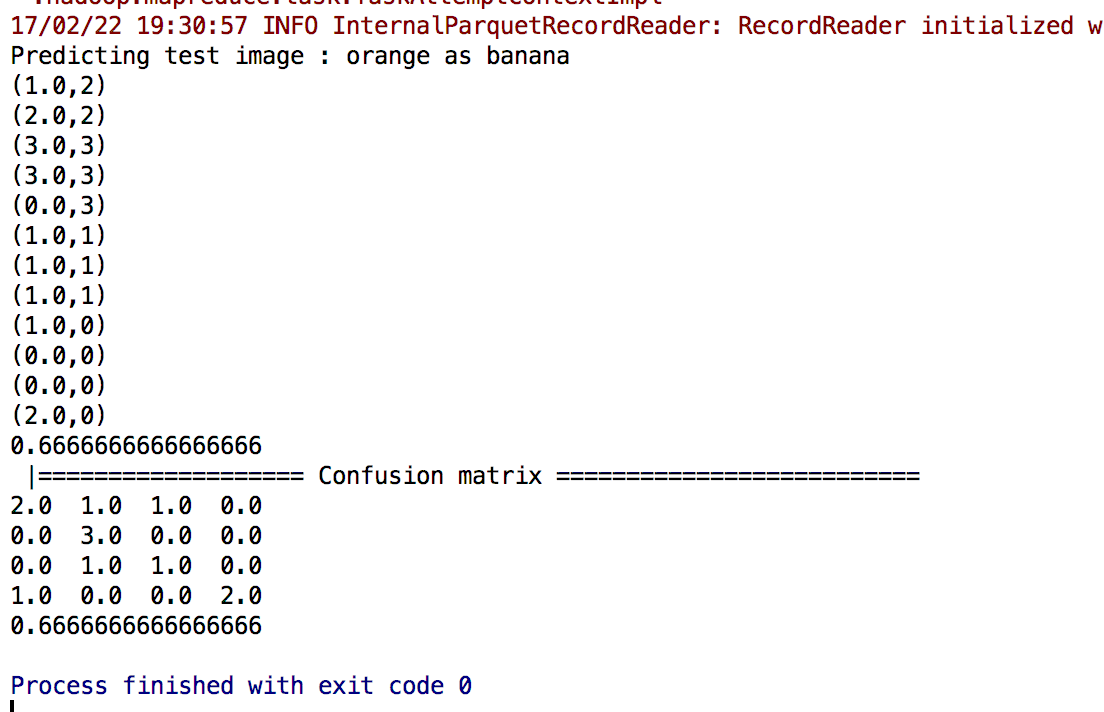 .hadoop.mapreduce.task.TaskAttemptContextImpl
17/02/22 19:30:57 INFO InternalParquetRecordReader: RecordReader initialized w
Predicting test image : orange as banana
(1.0,2)
(2.0,2)
(3.0,3)
(3.0,3)
(0.0,3)
(1.0,1)
(1.0,1)
(1.0,1)
(1.0,0)
(0.0,0)
(0.0,0)
(2.0,0)
0.6666666666666666
|=================== Confusion matrix ==========================
2.0  1.0  1.0  0.0
0.0  3.0  0.0  0.0
0.0  1.0  1.0  0.0
1.0  0.0  0.0  2.0
0.6666666666666666
Process finished with exit code 0